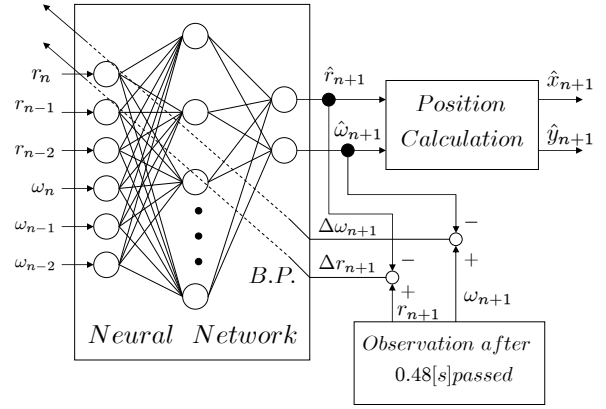 r_n
r_{n-1}
r_{n-2}
ω_n
ω_{n-1}
ω_{n-2}
Neural Network
B.P.
r̂_{n+1}
ω̂_{n+1}
Position
Calculation
x̂_{n+1}
ŷ_{n+1}
Δω_{n+1}
Δr_{n+1}
−
+
−
+
r_{n+1}
ω_{n+1}
Observation after
0.48[s]passed